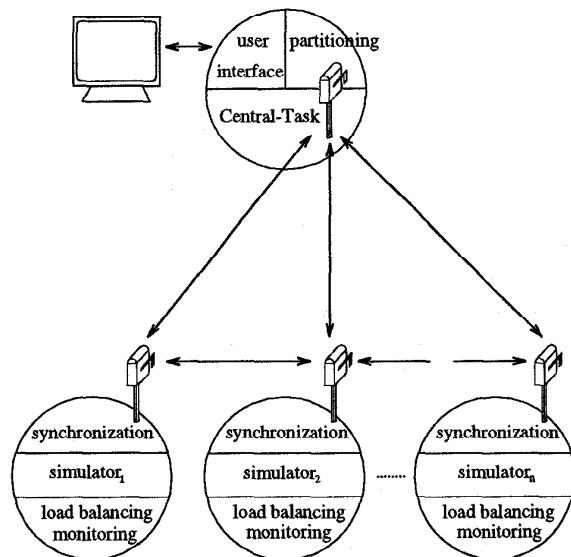 user
interface
partitioning
Central-Task
synchronization
simulator1
load balancing
monitoring
synchronization
simulator2
load balancing
monitoring
........
synchronization
simulatorn
load balancing
monitoring